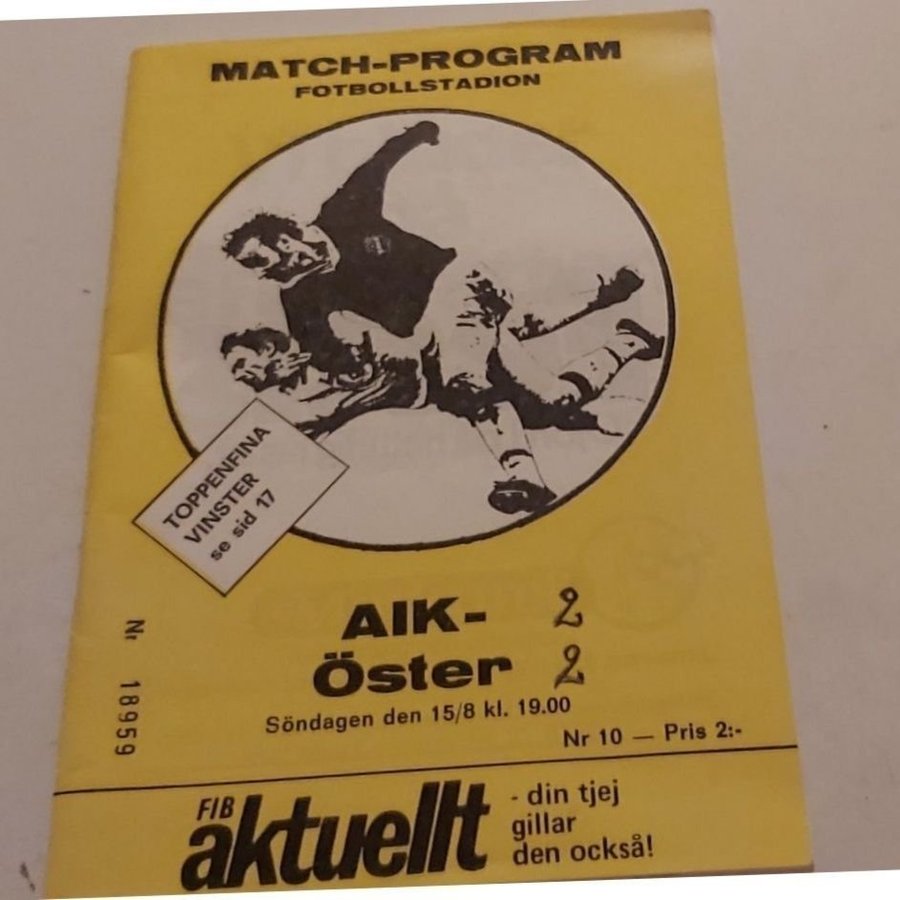 MATCH-PROGRAM
FOTBOLLSTADION
TOPPENFINA
VINSTER
se sid 17
AIK- 2
Öster 2
Söndagen den 15/8 kl. 19.00
Nr 10 — Pris 2:-
Nr 18959
FIB
aktuellt
- din tjej
gillar
den också!